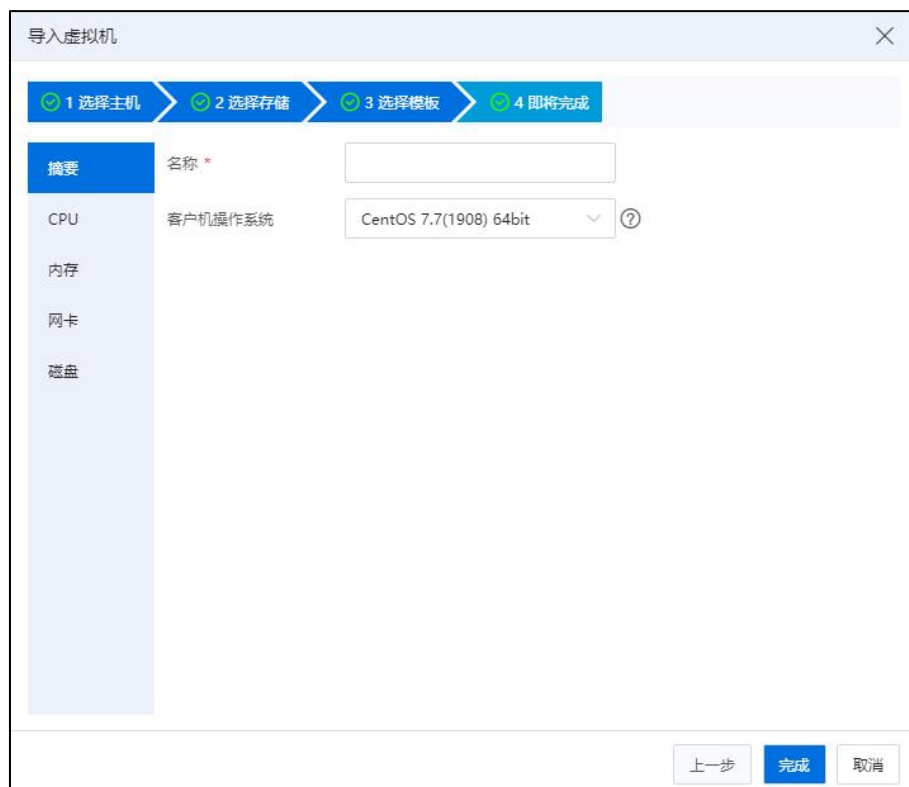 导入虚拟机
1 选择主机 2 选择存储 3 选择模板 4 即将完成
摘要
名称 *
CPU
客户机操作系统 CentOS 7.7(1908) 64bit ?
内存
网卡
磁盘
上一步 完成 取消